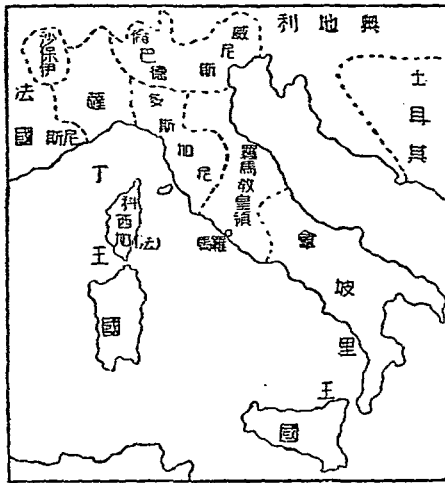 奧地利
土耳其
威尼斯
倫巴德
沙保伊
法國
尼斯
薩丁王國
斯加尼
羅馬教皇領
羅馬
科西加(法)
拿坡里王國